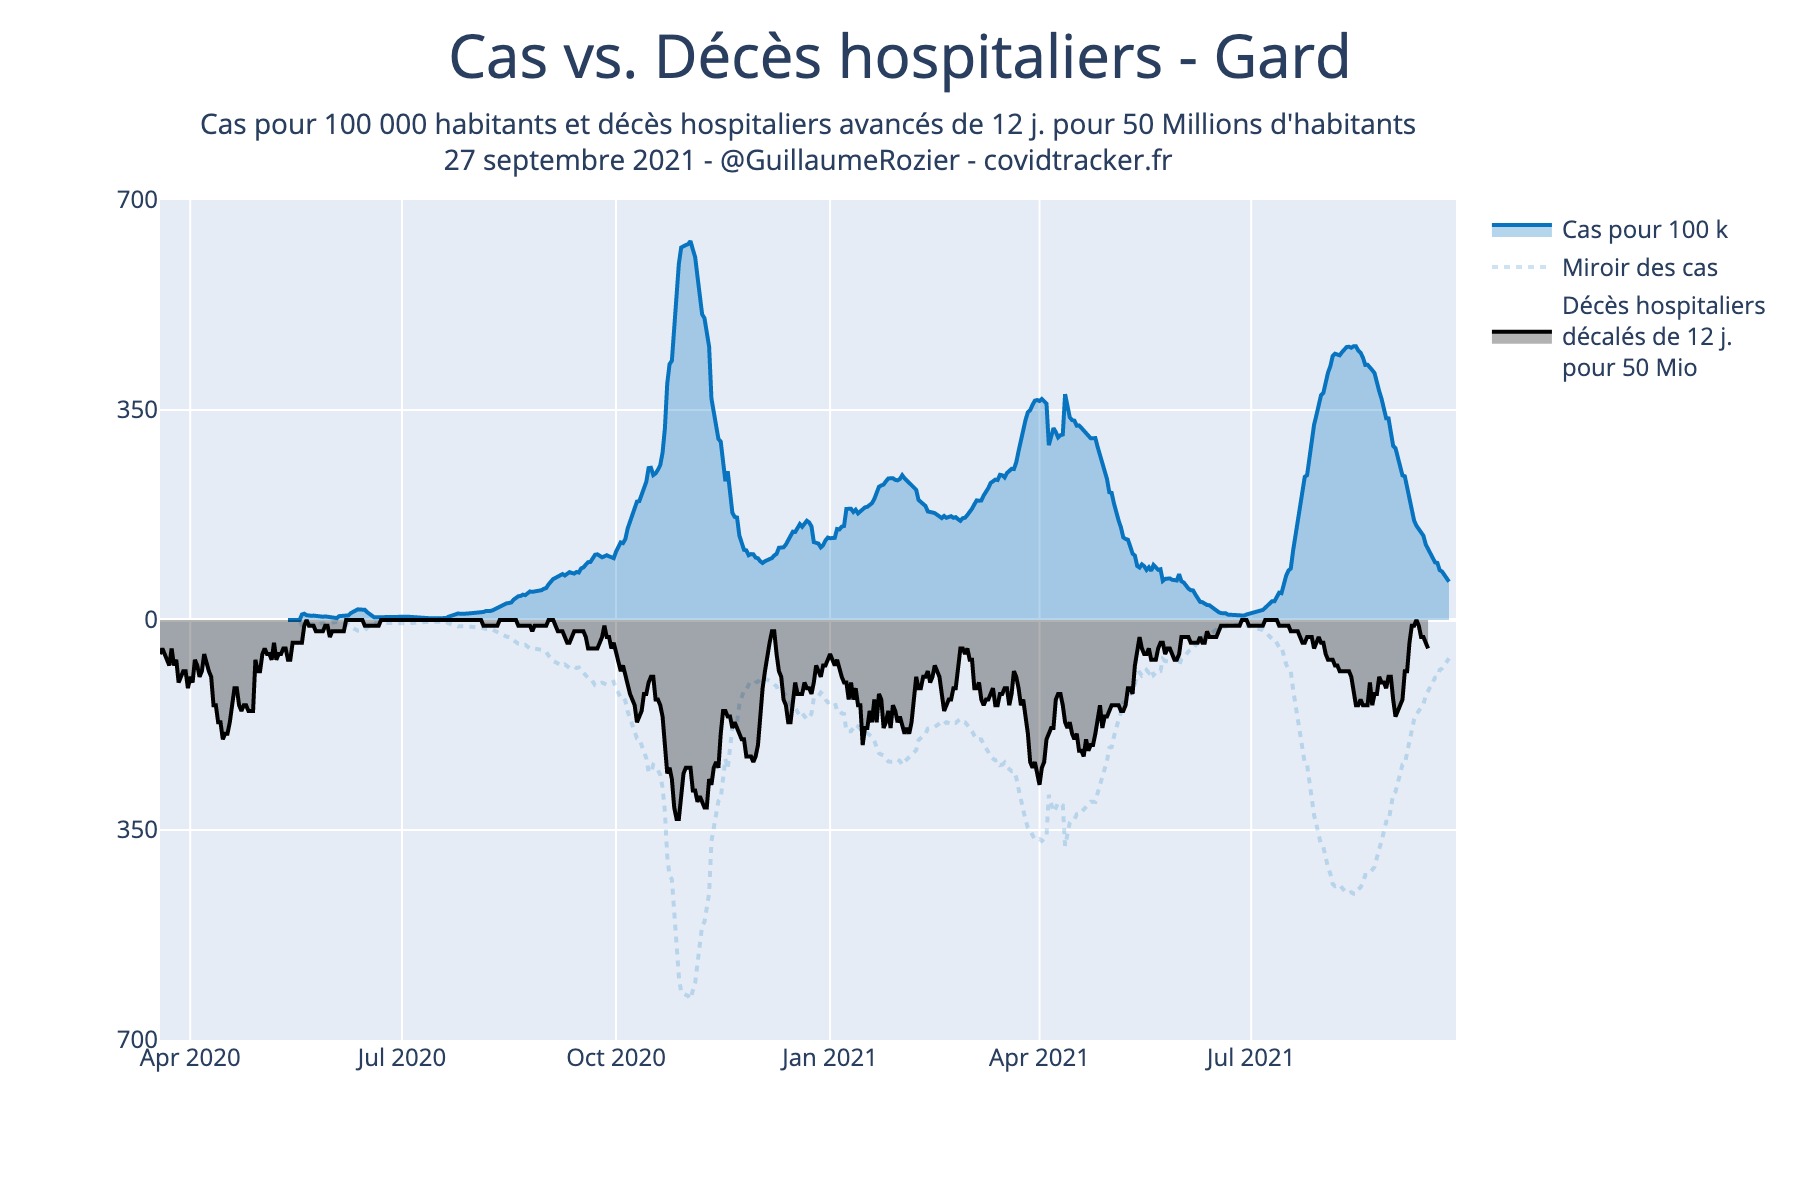 Cas vs. Décès hospitaliers - Gard
Cas pour 100 000 habitants et décès hospitaliers avancés de 12 j. pour 50 Millions d'habitants
27 septembre 2021 - @GuillaumeRozier - covidtracker.fr
700
350
0
350
700
Apr 2020
Jul 2020
Oct 2020
Jan 2021
Apr 2021
Jul 2021
Cas pour 100 k
Miroir des cas
Décès hospitaliers
décalés de 12 j.
pour 50 Mio